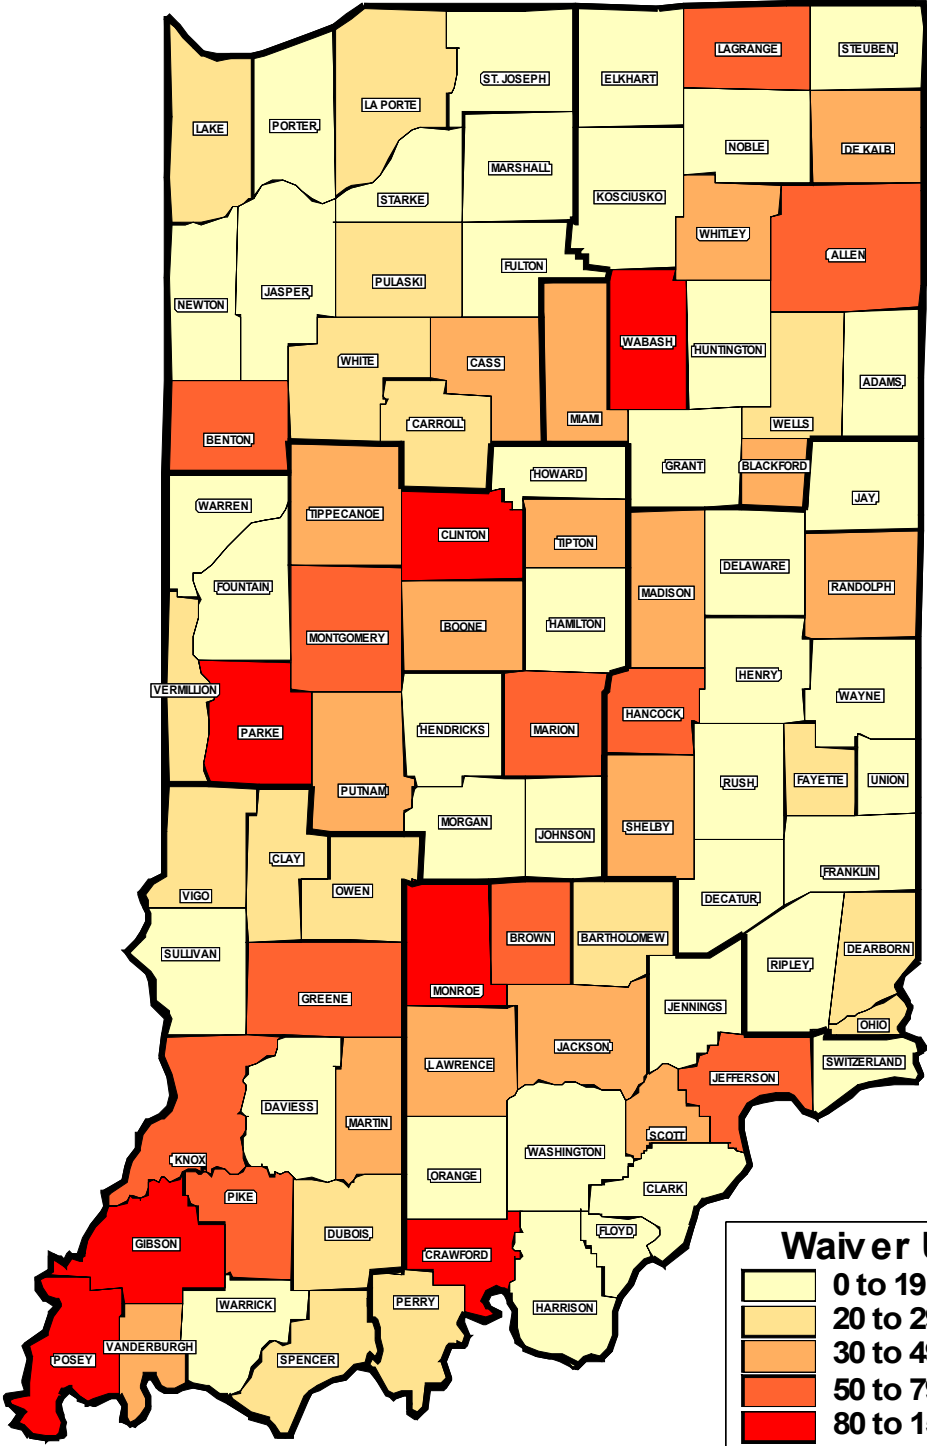 LAGRANGE
STEUBEN
ST. JOSEPH
ELKHART
LA PORTE
LAKE
PORTER
NOBLE
DE KALB
MARSHALL
STARKE
KOSCIUSKO
WHITLEY
ALLEN
FULTON
PULASKI
JASPER
NEWTON
WABASH
HUNTINGTON
WHITE
CASS
ADAMS
MIAMI
CARROLL
WELLS
BENTON
HOWARD
GRANT
BLACKFORD
JAY
WARREN
TIPPECANOE
CLINTON
TIPTON
DELAWARE
FOUNTAIN
MADISON
RANDOLPH
MONTGOMERY
BOONE
HAMILTON
HENRY
VERMILLION
WAYNE
HANCOCK
PARKE
HENDRICKS
MARION
RUSH
FAYETTE
UNION
PUTNAM
MORGAN
JOHNSON
SHELBY
CLAY
FRANKLIN
VIGO
OWEN
DECATUR
BROWN
BARTHOLOMEW
SULLIVAN
DEARBORN
RIPLEY
MONROE
GREENE
JENNINGS
OHIO
JACKSON
LAWRENCE
SWITZERLAND
JEFFERSON
DAVIESS
MARTIN
SCOTT
KNOX
WASHINGTON
ORANGE
CLARK
PIKE
DUBOIS
FLOYD
GIBSON
CRAWFORD
PERRY
WARRICK
HARRISON
VANDERBURGH
POSEY
SPENCER
Waiver
0 to 19
20 to
30 to
50 to
80 to